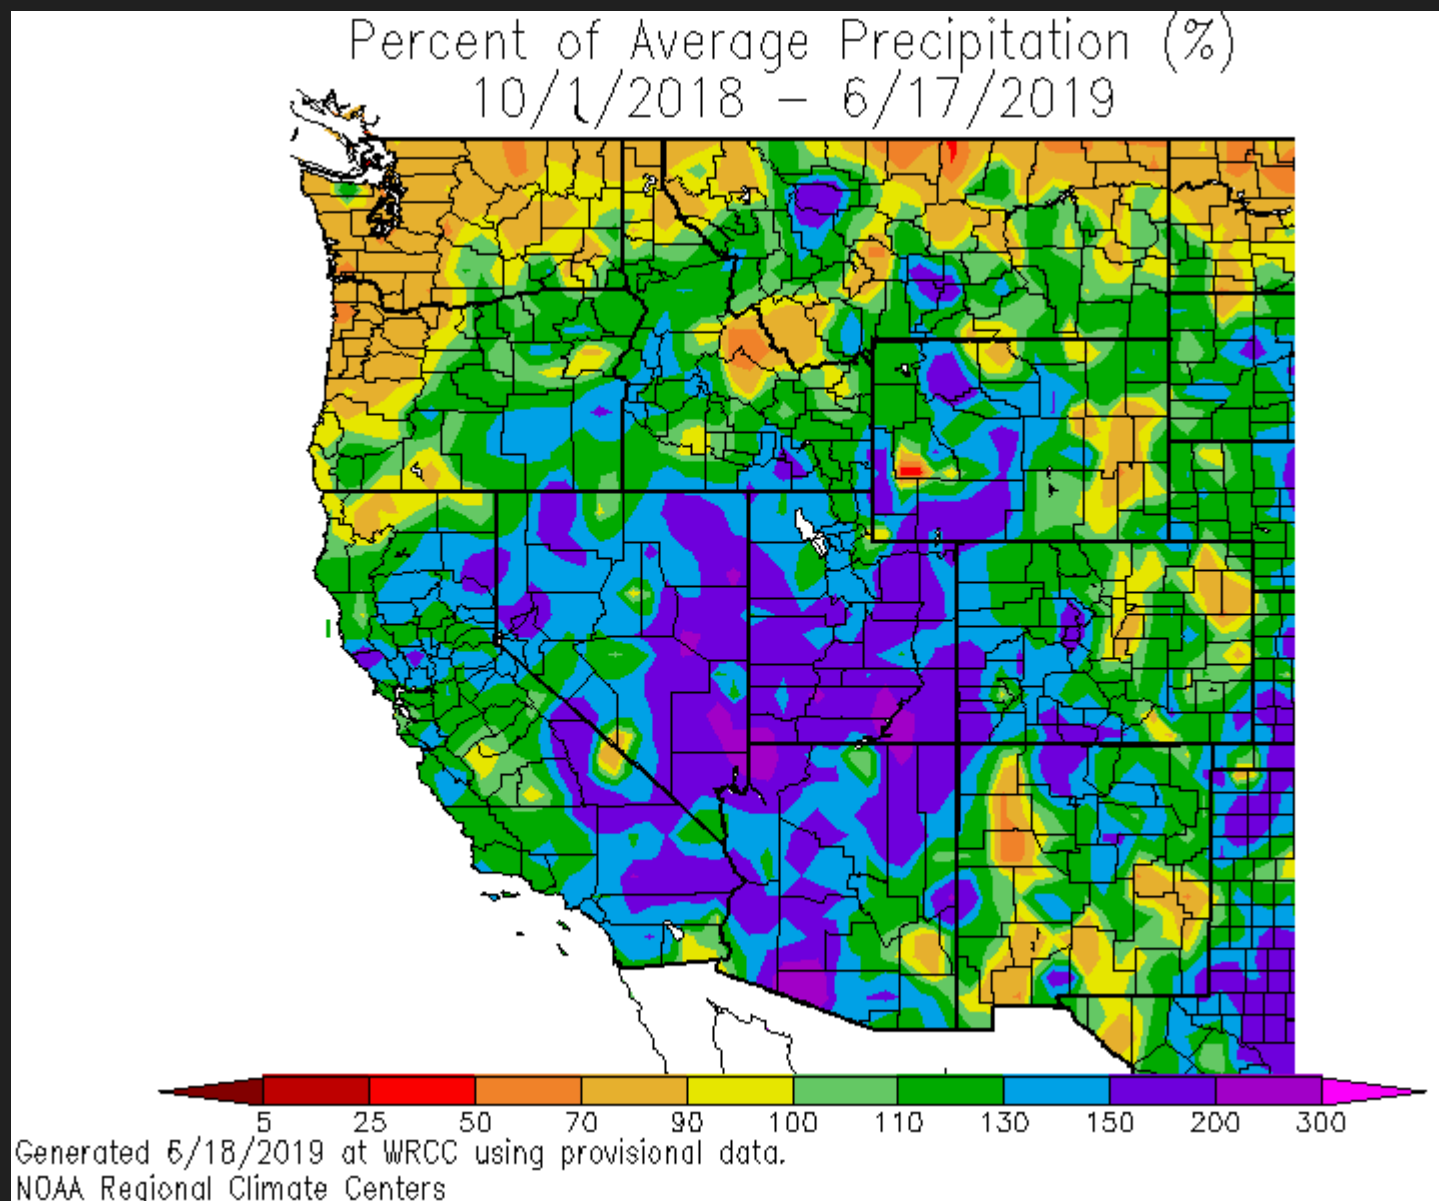 Percent of Average Precipitation (%)
10/1/2018 – 6/17/2019
5 25 50 70 90 100 110 130 150 200 300
Generated 6/18/2019 at WRCC using provisional data.
NOAA Regional Climate Centers